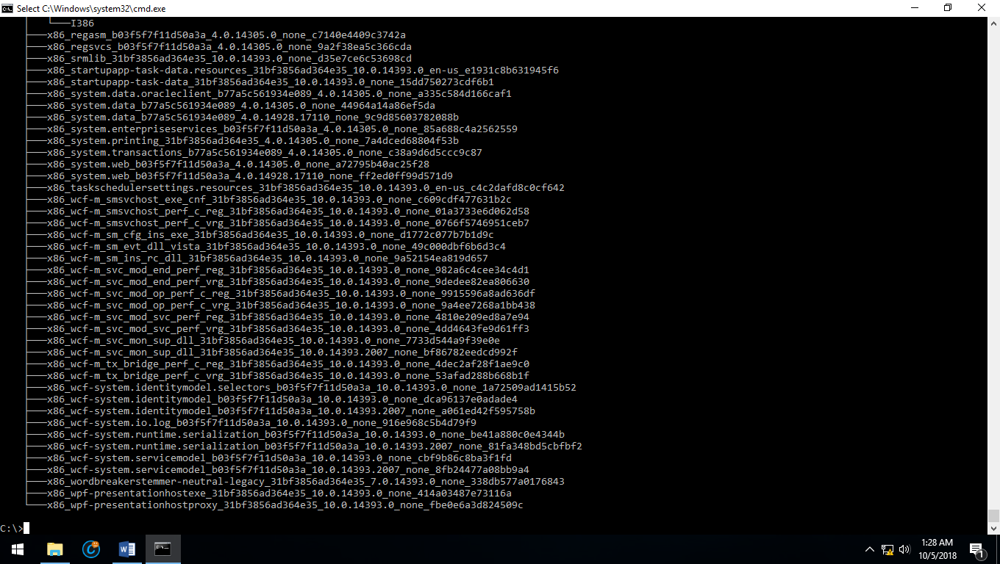 Select C:\Windows\system32\cmd.exe
│   └───I386
├───x86_regasm_b03f5f7f11d50a3a_4.0.14305.0_none_c7140e4409c3742a
├───x86_regsvcs_b03f5f7f11d50a3a_4.0.14305.0_none_9a2f38ea5c366cda
├───x86_srmlib_31bf3856ad364e35_10.0.14393.0_none_d35e7ce6c53698cd
├───x86_startupapp-task-data.resources_31bf3856ad364e35_10.0.14393.0_en-us_e1931c8b631945f6
├───x86_startupapp-task-data_31bf3856ad364e35_10.0.14393.0_none_15dd750273cdf6b1
├───x86_system.data.oracleclient_b77a5c561934e089_4.0.14305.0_none_a335c584d166caf1
├───x86_system.data_b77a5c561934e089_4.0.14305.0_none_44964a14a86ef5da
├───x86_system.data_b77a5c561934e089_4.0.14928.17110_none_9c9d85603782088b
├───x86_system.enterpriseservices_b03f5f7f11d50a3a_4.0.14305.0_none_85a688c4a2562559
├───x86_system.printing_31bf3856ad364e35_4.0.14305.0_none_7a4dced68804f53b
├───x86_system.transactions_b77a5c561934e089_4.0.14305.0_none_c38a9d6d5ccc9c87
├───x86_system.web_b03f5f7f11d50a3a_4.0.14305.0_none_a72795b40ac25f28
├───x86_system.web_b03f5f7f11d50a3a_4.0.14928.17110_none_ff2ed0ff99d571d9
├───x86_taskschedulersettings.resources_31bf3856ad364e35_10.0.14393.0_en-us_c4c2dafd8c0cf642
├───x86_wcf-m_smsvchost_exe_cnf_31bf3856ad364e35_10.0.14393.0_none_c609cdf477631b2c
├───x86_wcf-m_smsvchost_perf_c_reg_31bf3856ad364e35_10.0.14393.0_none_01a3733e6d062d58
├───x86_wcf-m_smsvchost_perf_c_vrg_31bf3856ad364e35_10.0.14393.0_none_0766f5746951ceb7
├───x86_wcf-m_sm_cfg_ins_exe_31bf3856ad364e35_10.0.14393.0_none_d1772c077b7b1d9c
├───x86_wcf-m_sm_evt_dll_vista_31bf3856ad364e35_10.0.14393.0_none_49c000dbf6b6d3c4
├───x86_wcf-m_sm_ins_rc_dll_31bf3856ad364e35_10.0.14393.0_none_9a52154ea819d657
├───x86_wcf-m_svc_mod_end_perf_reg_31bf3856ad364e35_10.0.14393.0_none_982a6c4cee34c4d1
├───x86_wcf-m_svc_mod_end_perf_vrg_31bf3856ad364e35_10.0.14393.0_none_9dedee82ea806630
├───x86_wcf-m_svc_mod_op_perf_c_reg_31bf3856ad364e35_10.0.14393.0_none_9915596a8ad636df
├───x86_wcf-m_svc_mod_op_perf_c_vrg_31bf3856ad364e35_10.0.14393.0_none_9a4ee7268a1bb438
├───x86_wcf-m_svc_mod_svc_perf_reg_31bf3856ad364e35_10.0.14393.0_none_4810e209ed8a7e94
├───x86_wcf-m_svc_mod_svc_perf_vrg_31bf3856ad364e35_10.0.14393.0_none_4dd4643fe9d61ff3
├───x86_wcf-m_svc_mon_sup_dll_31bf3856ad364e35_10.0.14393.0_none_7733d544a9f39e0e
├───x86_wcf-m_svc_mon_sup_dll_31bf3856ad364e35_10.0.14393.2007_none_bf86782eedcd992f
├───x86_wcf-m_tx_bridge_perf_c_reg_31bf3856ad364e35_10.0.14393.0_none_4dec2af28f1ae9c0
├───x86_wcf-m_tx_bridge_perf_c_vrg_31bf3856ad364e35_10.0.14393.0_none_53afad288b668b1f
├───x86_wcf-system.identitymodel.selectors_b03f5f7f11d50a3a_10.0.14393.0_none_1a72509ad1415b52
├───x86_wcf-system.identitymodel_b03f5f7f11d50a3a_10.0.14393.0_none_dca96137e0adade4
├───x86_wcf-system.identitymodel_b03f5f7f11d50a3a_10.0.14393.2007_none_a061ed42f595758b
├───x86_wcf-system.io.log_b03f5f7f11d50a3a_10.0.14393.0_none_916e968c5b4d79f9
├───x86_wcf-system.runtime.serialization_b03f5f7f11d50a3a_10.0.14393.0_none_be41a880c0e4344b
├───x86_wcf-system.runtime.serialization_b03f5f7f11d50a3a_10.0.14393.2007_none_81fa348bd5cbfbf2
├───x86_wcf-system.servicemodel_b03f5f7f11d50a3a_10.0.14393.0_none_cbf9b86c8ba3f1fd
├───x86_wcf-system.servicemodel_b03f5f7f11d50a3a_10.0.14393.2007_none_8fb24477a08bb9a4
├───x86_wordbreakerstemmer-neutral-legacy_31bf3856ad364e35_7.0.14393.0_none_338db577a0176843
├───x86_wpf-presentationhostexe_31bf3856ad364e35_10.0.14393.0_none_414a03487e73116a
└───x86_wpf-presentationhostproxy_31bf3856ad364e35_10.0.14393.0_none_fbe0e6a3d824509c
C:\>
1:28 AM
10/5/2018
1